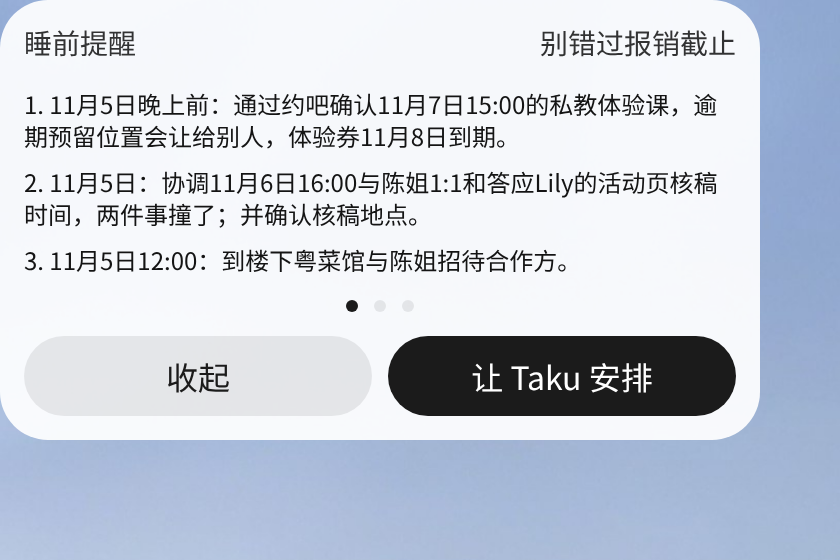 睡前提醒
别错过报销截止
1. 11月5日晚上前：通过约吧确认11月7日15:00的私教体验课，逾
期预留位置会让给别人，体验券11月8日到期。
2. 11月5日：协调11月6日16:00与陈姐1:1和答应Lily的活动页核稿
时间，两件事撞了；并确认核稿地点。
3. 11月5日12:00：到楼下粤菜馆与陈姐招待合作方。
收起
让 Taku 安排